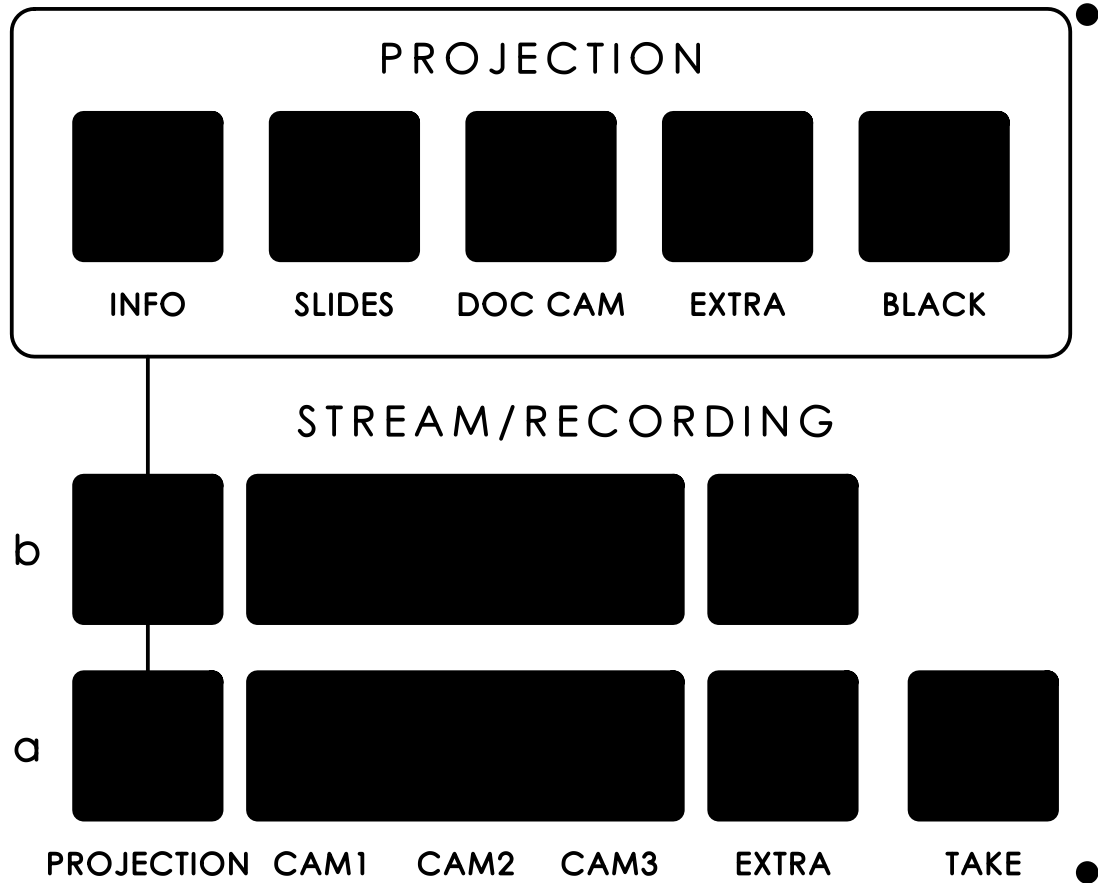 PROJECTION
INFO SLIDES DOC CAM EXTRA BLACK
STREAM/RECORDING
b
a
PROJECTION CAM1 CAM2 CAM3 EXTRA TAKE